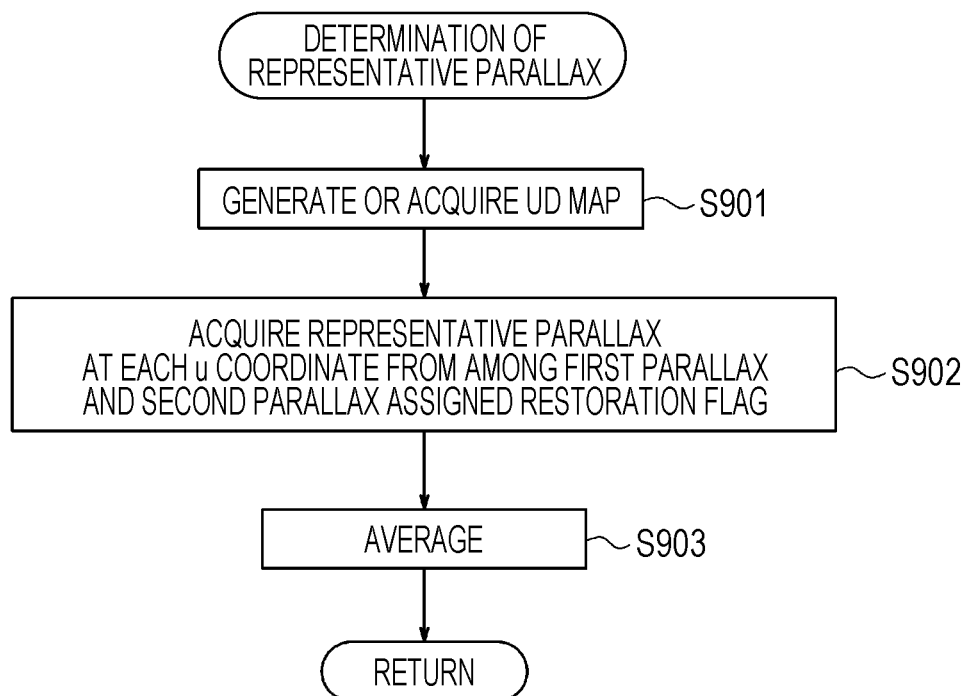 DETERMINATION OF
REPRESENTATIVE PARALLAX
GENERATE OR ACQUIRE UD MAP
S901
ACQUIRE REPRESENTATIVE PARALLAX
AT EACH u COORDINATE FROM AMONG FIRST PARALLAX
AND SECOND PARALLAX ASSIGNED RESTORATION FLAG
S902
AVERAGE
S903
RETURN